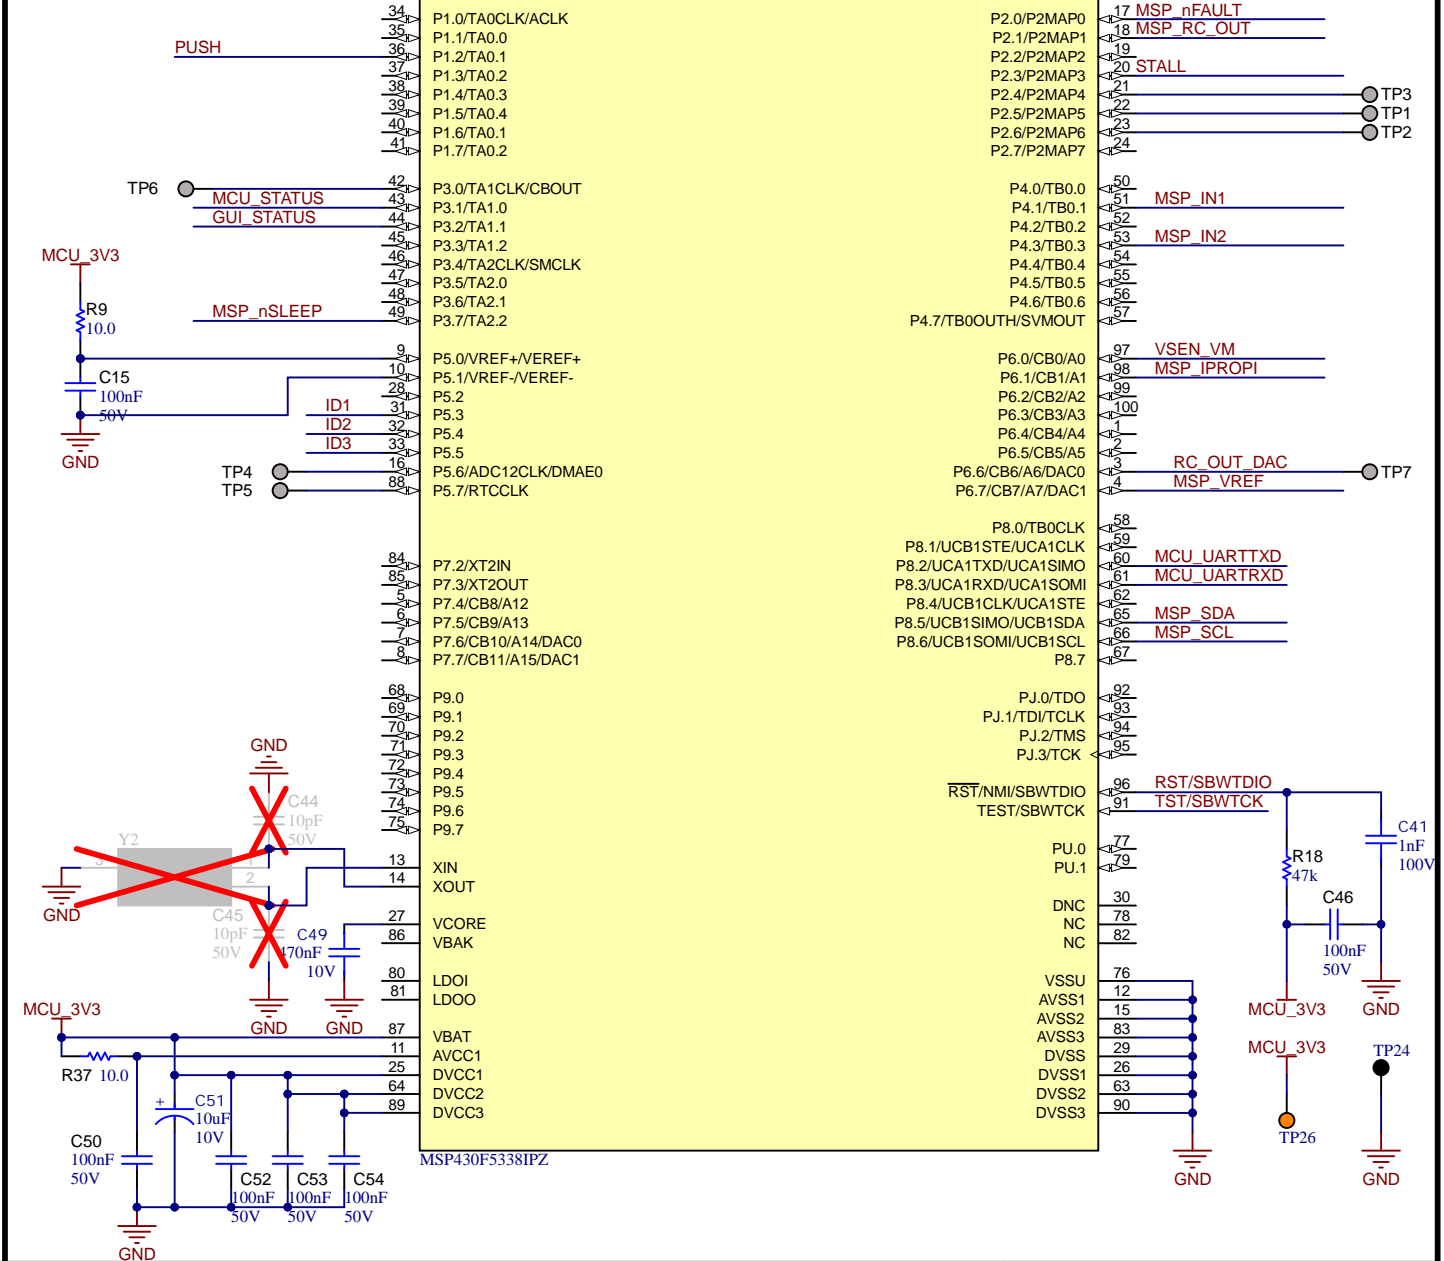 34 P1.0/TA0CLK/ACLK
35 P1.1/TA0.0
PUSH 36 P1.2/TA0.1
37 P1.3/TA0.2
38 P1.4/TA0.3
39 P1.5/TA0.4
40 P1.6/TA0.1
41 P1.7/TA0.2
TP6 42 P3.0/TA1CLK/CBOUT
MCU_STATUS 43 P3.1/TA1.0
GUI_STATUS 44 P3.2/TA1.1
45 P3.3/TA1.2
46 P3.4/TA2CLK/SMCLK
47 P3.5/TA2.0
48 P3.6/TA2.1
MSP_nSLEEP 49 P3.7/TA2.2
MCU_3V3
R9
10.0
9 P5.0/VREF+/VEREF+
10 P5.1/VREF-/VEREF-
C15
100nF
50V
GND
28 P5.2
ID1 31 P5.3
ID2 32 P5.4
ID3 33 P5.5
TP4 16 P5.6/ADC12CLK/DMAE0
TP5 88 P5.7/RTCCLK
84 P7.2/XT2IN
85 P7.3/XT2OUT
5 P7.4/CB8/A12
6 P7.5/CB9/A13
7 P7.6/CB10/A14/DAC0
8 P7.7/CB11/A15/DAC1
68 P9.0
69 P9.1
70 P9.2
71 P9.3
72 P9.4
73 P9.5
74 P9.6
75 P9.7
GND
C44
10pF
50V
Y2
3
1
2
GND
C45
10pF
50V
GND
13 XIN
14 XOUT
27 VCORE
86 VBAK
C49
470nF
10V
GND
80 LDOI
81 LDOO
MCU_3V3
87 VBAT
11 AVCC1
25 DVCC1
64 DVCC2
89 DVCC3
R37 10.0
+
C51
10uF
10V
C50
100nF
50V
C52
100nF
50V
C53
100nF
50V
C54
100nF
50V
GND
MSP430F5338IPZ
P2.0/P2MAP0 17 MSP_nFAULT
P2.1/P2MAP1 18 MSP_RC_OUT
P2.2/P2MAP2 19
P2.3/P2MAP3 20 STALL
P2.4/P2MAP4 21 TP3
P2.5/P2MAP5 22 TP1
P2.6/P2MAP6 23 TP2
P2.7/P2MAP7 24
P4.0/TB0.0 50
P4.1/TB0.1 51 MSP_IN1
P4.2/TB0.2 52
P4.3/TB0.3 53 MSP_IN2
P4.4/TB0.4 54
P4.5/TB0.5 55
P4.6/TB0.6 56
P4.7/TB0OUTH/SVMOUT 57
P6.0/CB0/A0 97 VSEN_VM
P6.1/CB1/A1 98 MSP_IPROPI
P6.2/CB2/A2 99
P6.3/CB3/A3 100
P6.4/CB4/A4 1
P6.5/CB5/A5 2
P6.6/CB6/A6/DAC0 3 RC_OUT_DAC TP7
P6.7/CB7/A7/DAC1 4 MSP_VREF
P8.0/TB0CLK 58
P8.1/UCB1STE/UCA1CLK 59
P8.2/UCA1TXD/UCA1SIMO 60 MCU_UARTTXD
P8.3/UCA1RXD/UCA1SOMI 61 MCU_UARTRXD
P8.4/UCB1CLK/UCA1STE 62
P8.5/UCB1SIMO/UCB1SDA 65 MSP_SDA
P8.6/UCB1SOMI/UCB1SCL 66 MSP_SCL
P8.7 67
PJ.0/TDO 92
PJ.1/TDI/TCLK 93
PJ.2/TMS 94
PJ.3/TCK 95
RST/NMI/SBWTDIO 96 RST/SBWTDIO
TEST/SBWTCK 91 TST/SBWTCK
PU.0 77
PU.1 79
DNC 30
NC 78
NC 82
VSSU 76
AVSS1 12
AVSS2 15
AVSS3 83
DVSS 29
DVSS1 26
DVSS2 63
DVSS3 90
GND
R18
47k
C41
1nF
100V
C46
100nF
50V
MCU_3V3
GND
MCU_3V3
TP26
TP24
GND